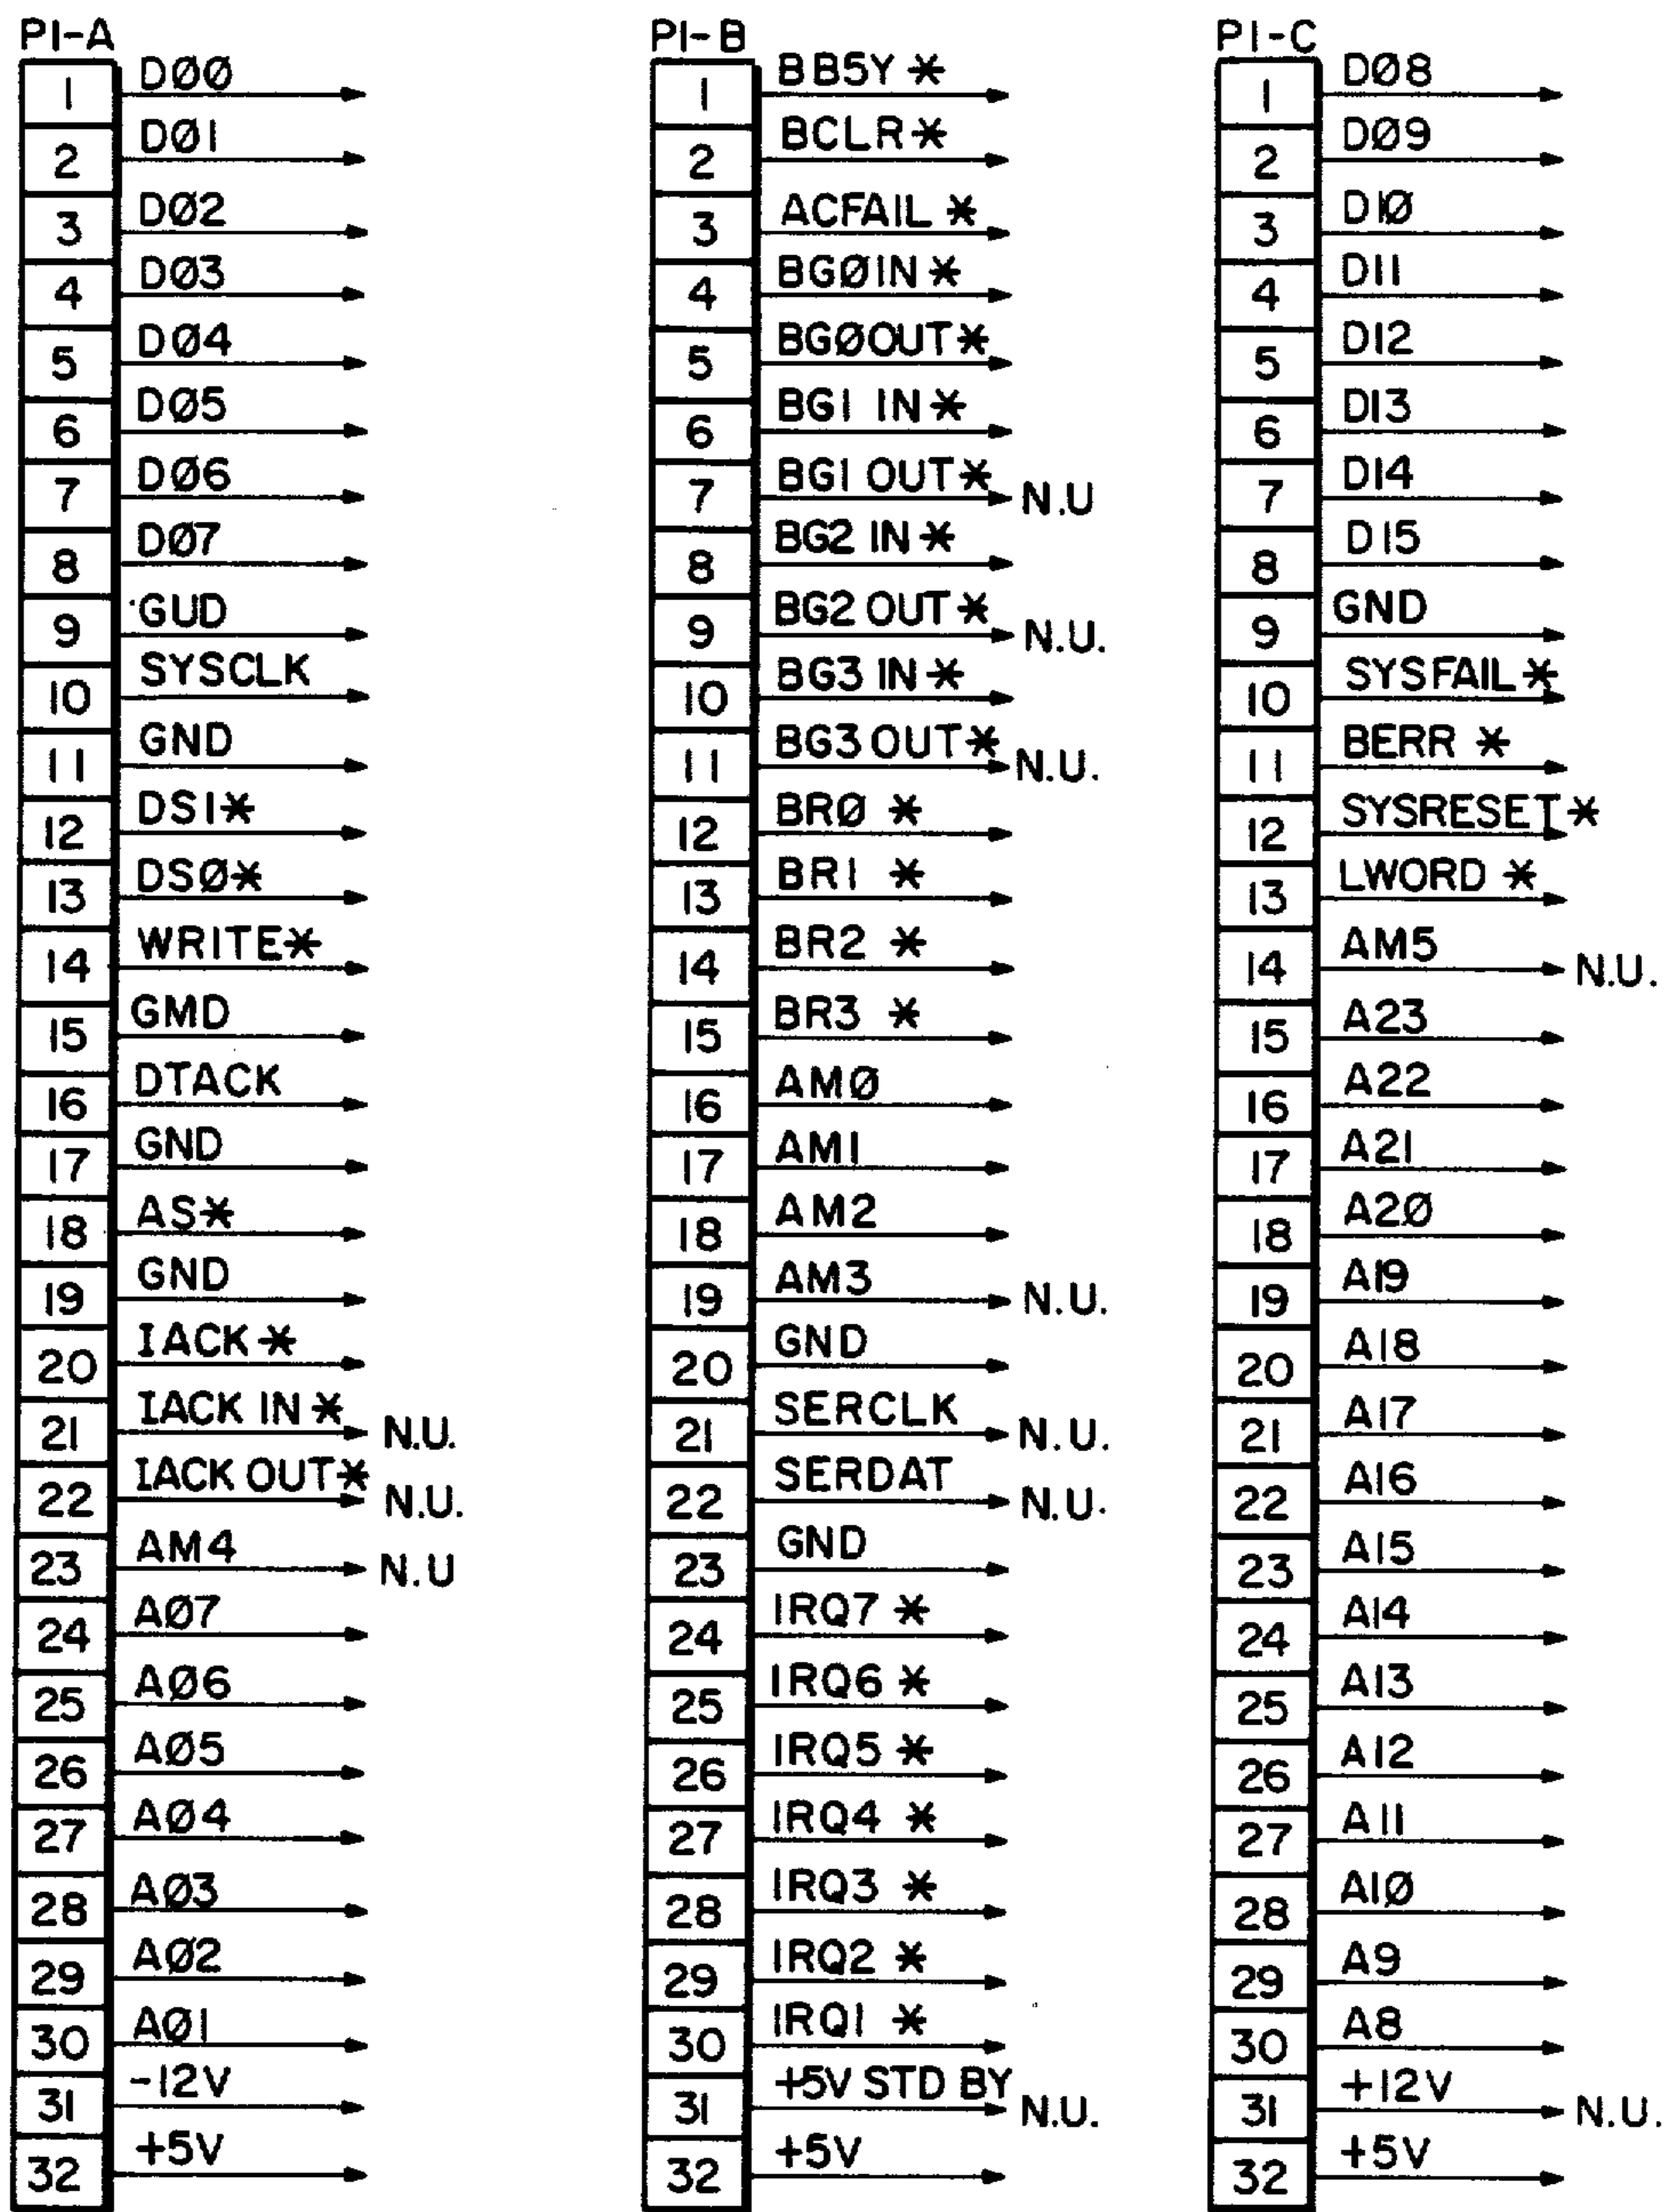 P1-A
1 DØØ
2 DØ1
3 DØ2
4 DØ3
5 DØ4
6 DØ5
7 DØ6
8 DØ7
9 GUD
10 SYSCLK
11 GND
12 DS1*
13 DSØ*
14 WRITE*
15 GMD
16 DTACK
17 GND
18 AS*
19 GND
20 IACK*
21 IACK IN* N.U.
22 IACK OUT* N.U.
23 AM4 N.U
24 AØ7
25 AØ6
26 AØ5
27 AØ4
28 AØ3
29 AØ2
30 AØ1
31 -12V
32 +5V
P1-B
1 BB5Y*
2 BCLR*
3 ACFAIL*
4 BGØIN*
5 BGØOUT*
6 BG1 IN*
7 BG1 OUT* N.U
8 BG2 IN*
9 BG2 OUT* N.U.
10 BG3 IN*
11 BG3 OUT* N.U.
12 BRØ *
13 BR1 *
14 BR2 *
15 BR3 *
16 AMØ
17 AM1
18 AM2
19 AM3 N.U.
20 GND
21 SERCLK N.U.
22 SERDAT N.U.
23 GND
24 IRQ7 *
25 IRQ6 *
26 IRQ5 *
27 IRQ4 *
28 IRQ3 *
29 IRQ2 *
30 IRQ1 *
31 +5V STD BY N.U.
32 +5V
P1-C
1 DØ8
2 DØ9
3 D1Ø
4 D11
5 D12
6 D13
7 D14
8 D15
9 GND
10 SYSFAIL*
11 BERR *
12 SYSRESET*
13 LWORD *
14 AM5 N.U.
15 A23
16 A22
17 A21
18 A2Ø
19 A19
20 A18
21 A17
22 A16
23 A15
24 A14
25 A13
26 A12
27 A11
28 A1Ø
29 A9
30 A8
31 +12V N.U.
32 +5V